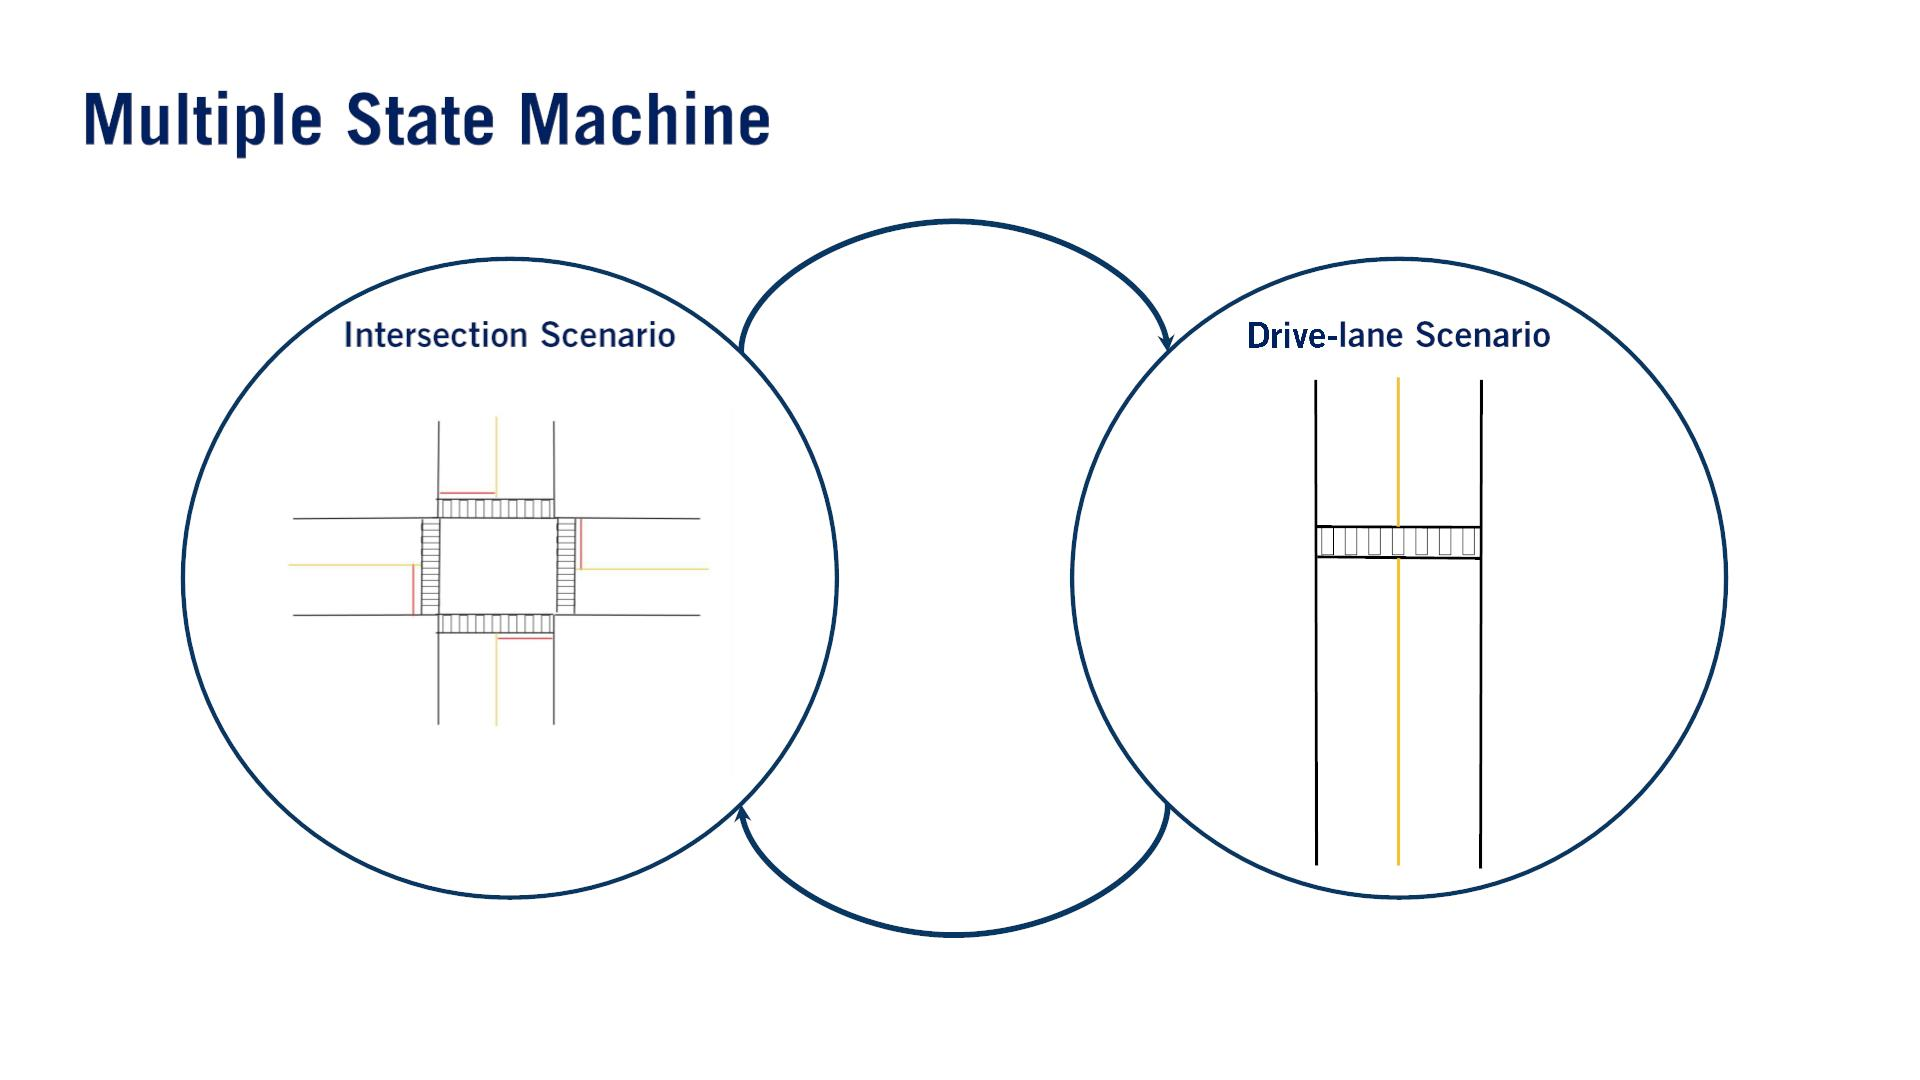 Multiple State Machine
Intersection Scenario
Drive-lane Scenario